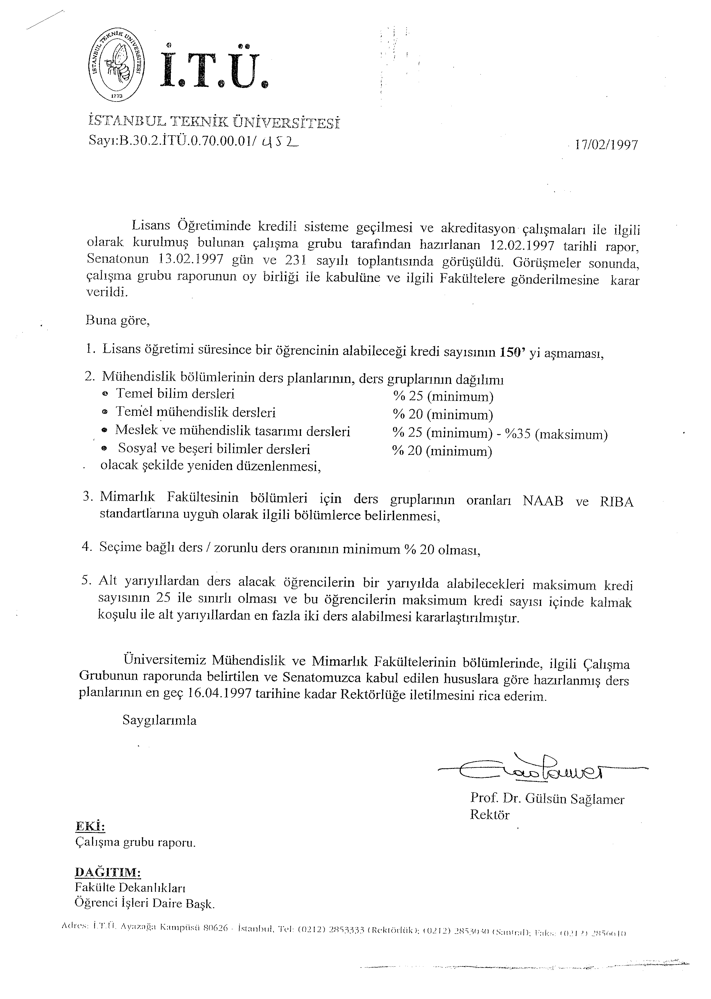 İSTANBUL TEKNİK ÜNİVERSİTESİ
1773
İ.T.Ü.
İSTANBUL TEKNİK ÜNİVERSİTESİ
Sayı:B.30.2.İTÜ.0.70.00.01/ 452
17/02/1997
Lisans Öğretiminde kredili sisteme geçilmesi ve akreditasyon çalışmaları ile ilgili
olarak kurulmuş bulunan çalışma grubu tarafından hazırlanan 12.02.1997 tarihli rapor,
Senatonun 13.02.1997 gün ve 231 sayılı toplantısında görüşüldü. Görüşmeler sonunda,
çalışma grubu raporunun oy birliği ile kabulüne ve ilgili Fakültelere gönderilmesine karar
verildi.
Buna göre,
1. Lisans öğretimi süresince bir öğrencinin alabileceği kredi sayısının 150' yi aşmaması,
2. Mühendislik bölümlerinin ders planlarının, ders gruplarının dağılımı
• Temel bilim dersleri % 25 (minimum)
• Temel mühendislik dersleri % 20 (minimum)
• Meslek ve mühendislik tasarımı dersleri % 25 (minimum) - %35 (maksimum)
• Sosyal ve beşeri bilimler dersleri % 20 (minimum)
olacak şekilde yeniden düzenlenmesi,
3. Mimarlık Fakültesinin bölümleri için ders gruplarının oranları NAAB ve RIBA
standartlarına uygun olarak ilgili bölümlerce belirlenmesi,
4. Seçime bağlı ders / zorunlu ders oranının minimum % 20 olması,
5. Alt yarıyıllardan ders alacak öğrencilerin bir yarıyılda alabilecekleri maksimum kredi
sayısının 25 ile sınırlı olması ve bu öğrencilerin maksimum kredi sayısı içinde kalmak
koşulu ile alt yarıyıllardan en fazla iki ders alabilmesi kararlaştırılmıştır.
Üniversitemiz Mühendislik ve Mimarlık Fakültelerinin bölümlerinde, ilgili Çalışma
Grubunun raporunda belirtilen ve Senatomuzca kabul edilen hususlara göre hazırlanmış ders
planlarının en geç 16.04.1997 tarihine kadar Rektörlüğe iletilmesini rica ederim.
Saygılarımla
Prof. Dr. Gülsün Sağlamer
Rektör
EKİ:
Çalışma grubu raporu.
DAĞITIM:
Fakülte Dekanlıkları
Öğrenci İşleri Daire Başk.
Adres: İ.T.Ü. Ayazağa Kampüsü 80626 - İstanbul, Tel: (0212) 2853333 (Rektörlük); (0212) 2853030 (Santral); Faks: (0212) 2856610